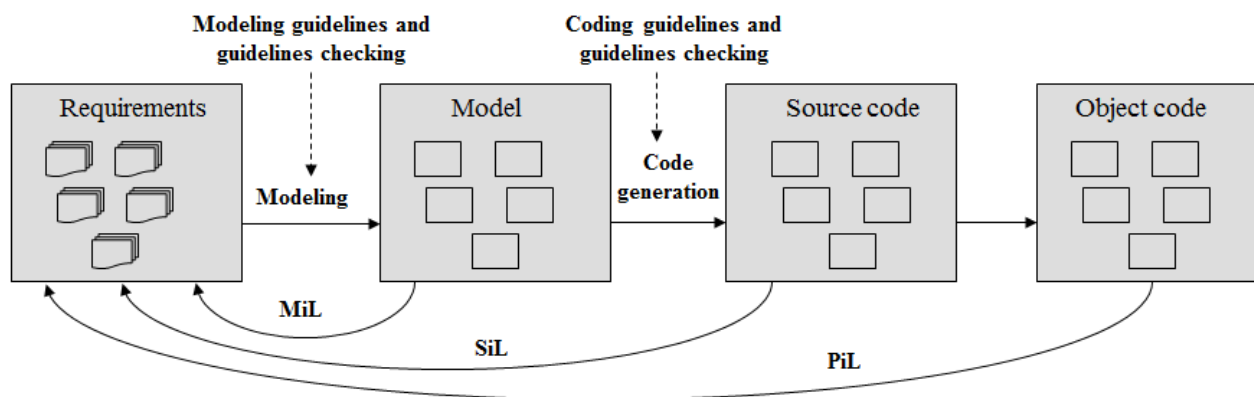 Modeling guidelines and
guidelines checking
Coding guidelines and
guidelines checking
Requirements
Model
Source code
Object code
Modeling
Code
generation
MiL
SiL
PiL